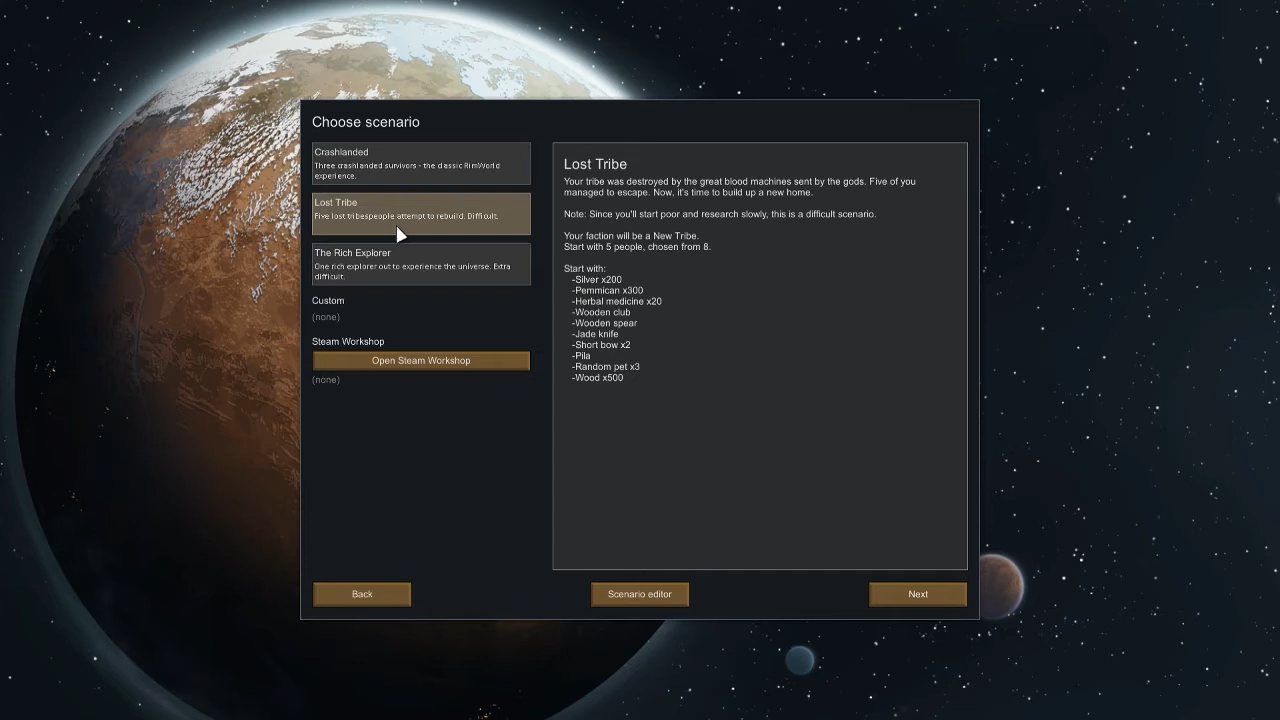 Choose scenario
Crashlanded
Three crashlanded survivors - the classic RimWorld
experience.
Lost Tribe
Five lost tribespeople attempt to rebuild. Difficult.
The Rich Explorer
One rich explorer out to experience the universe. Extra
difficult.
Custom
(none)
Steam Workshop
Open Steam Workshop
(none)
Lost Tribe
Your tribe was destroyed by the great blood machines sent by the gods. Five of you
managed to escape. Now, it's time to build up a new home.
Note: Since you'll start poor and research slowly, this is a difficult scenario.
Your faction will be a New Tribe.
Start with 5 people, chosen from 8.
Start with:
-Silver x200
-Pemmican x300
-Herbal medicine x20
-Wooden club
-Wooden spear
-Jade knife
-Short bow x2
-Pila
-Random pet x3
-Wood x500
Back
Scenario editor
Next